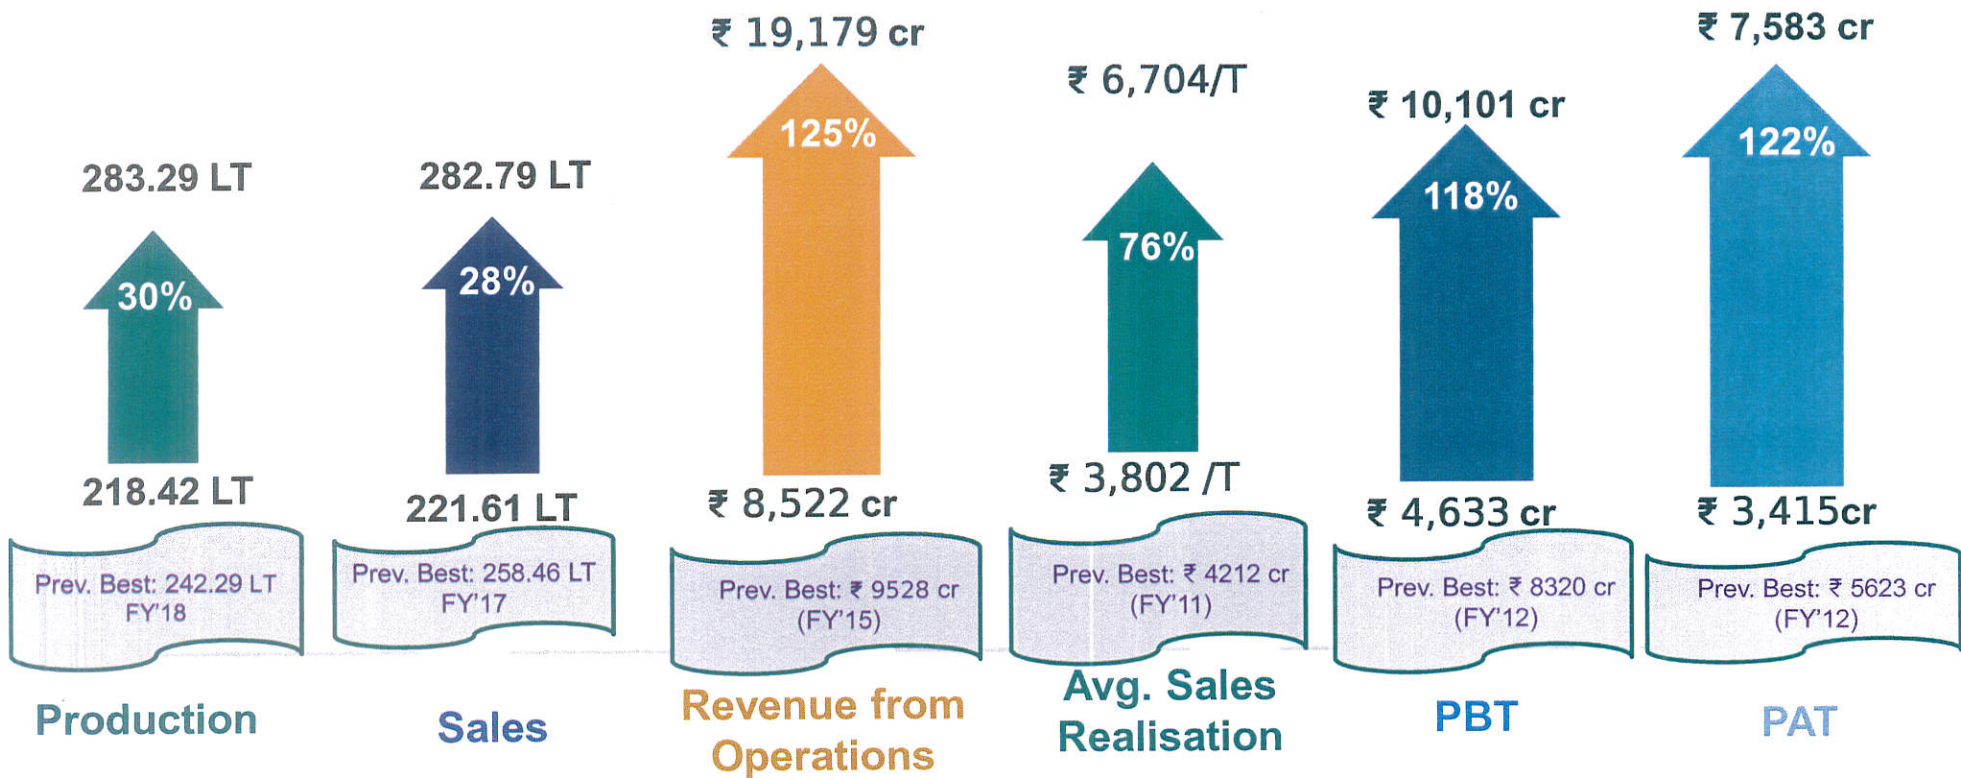 283.29 LT
30%
218.42 LT
Prev. Best: 242.29 LT
FY'18
Production
282.79 LT
28%
221.61 LT
Prev. Best: 258.46 LT
FY'17
Sales
₹ 19,179 cr
125%
₹ 8,522 cr
Prev. Best: ₹ 9528 cr
(FY'15)
Revenue from
Operations
₹ 6,704/T
76%
₹ 3,802 /T
Prev. Best: ₹ 4212 cr
(FY'11)
Avg. Sales
Realisation
₹ 10,101 cr
118%
₹ 4,633 cr
Prev. Best: ₹ 8320 cr
(FY'12)
PBT
₹ 7,583 cr
122%
₹ 3,415cr
Prev. Best: ₹ 5623 cr
(FY'12)
PAT